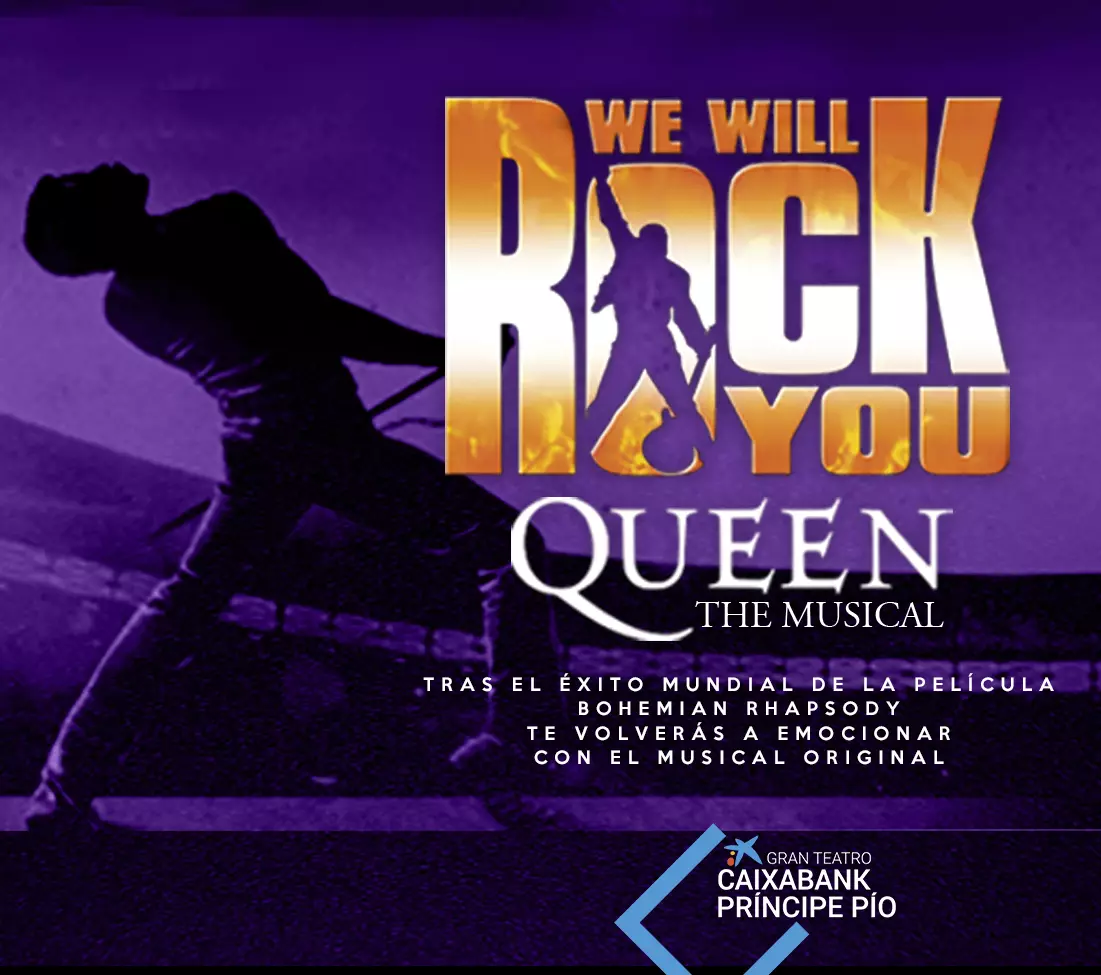 WE WILL
ROCK
YOU
QUEEN
THE MUSICAL
TRAS EL ÉXITO MUNDIAL DE LA PELÍCULA
BOHEMIAN RHAPSODY
TE VOLVERÁS A EMOCIONAR
CON EL MUSICAL ORIGINAL
GRAN TEATRO
CAIXABANK
PRÍNCIPE PÍO